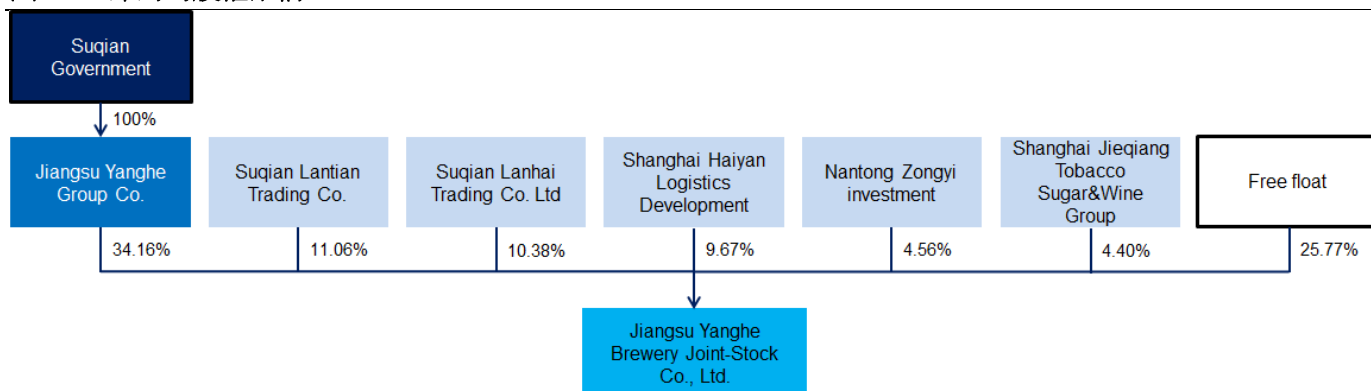 Suqian
Government
100%
Jiangsu Yanghe
Group Co.
Suqian Lantian
Trading Co.
Suqian Lanhai
Trading Co. Ltd
Shanghai Haiyan
Logistics
Development
Nantong Zongyi
investment
Shanghai Jieqiang
Tobacco
Sugar&Wine
Group
Free float
34.16%
11.06%
10.38%
9.67%
4.56%
4.40%
25.77%
Jiangsu Yanghe
Brewery Joint-Stock
Co., Ltd.